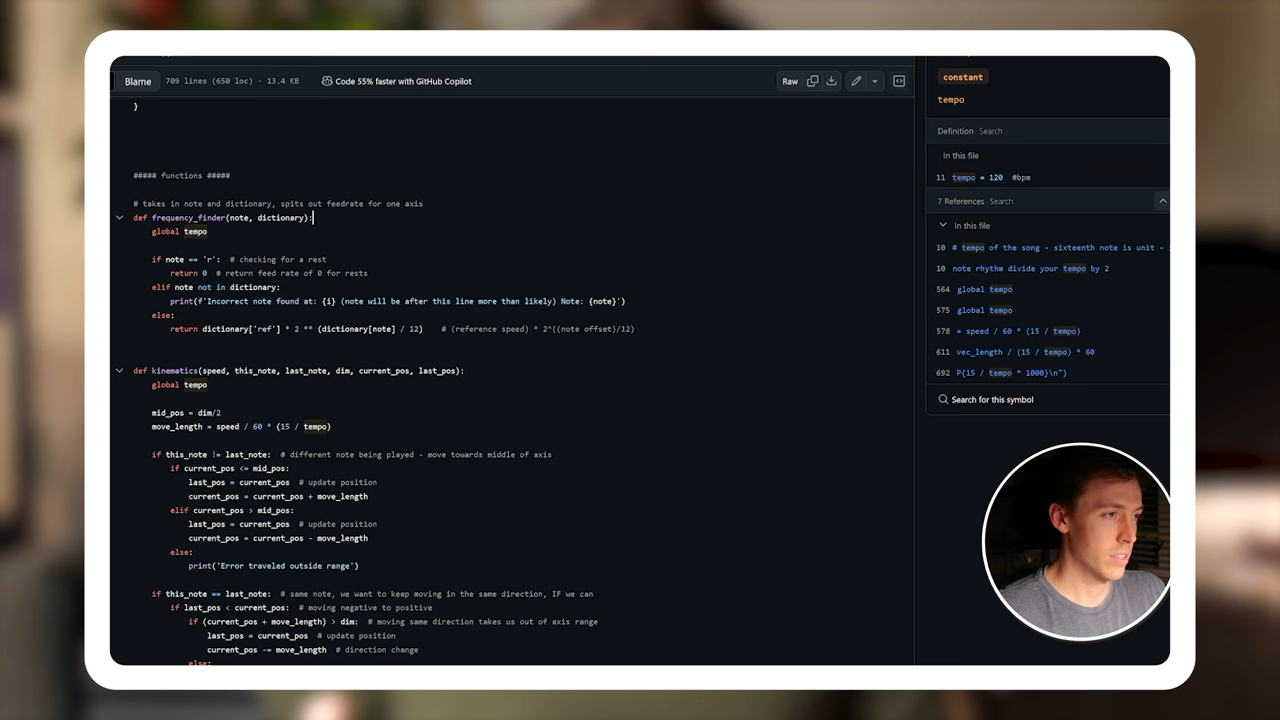 Blame 709 lines (650 loc) · 13.4 KB Code 55% faster with GitHub Copilot Raw
}
##### functions #####
# takes in note and dictionary, spits out feedrate for one axis
def frequency_finder(note, dictionary):
global tempo
if note == 'r': # checking for a rest
return 0 # return feed rate of 0 for rests
elif note not in dictionary:
print(f'Incorrect note found at: {i} (note will be after this line more than likely) Note: {note}')
else:
return dictionary['ref'] * 2 ** (dictionary[note] / 12) # (reference speed) * 2^((note offset)/12)
def kinematics(speed, this_note, last_note, dim, current_pos, last_pos):
global tempo
mid_pos = dim/2
move_length = speed / 60 * (15 / tempo)
if this_note != last_note: # different note being played - move towards middle of axis
if current_pos <= mid_pos:
last_pos = current_pos # update position
current_pos = current_pos + move_length
elif current_pos > mid_pos:
last_pos = current_pos # update position
current_pos = current_pos - move_length
else:
print('Error traveled outside range')
if this_note == last_note: # same note, we want to keep moving in the same direction, IF we can
if last_pos < current_pos: # moving negative to positive
if (current_pos + move_length) > dim: # moving same direction takes us out of axis range
last_pos = current_pos # update position
current_pos -= move_length # direction change
else:
constant
tempo
Definition Search
In this file
11 tempo = 120 #bpm
7 References Search
In this file
10 # tempo of the song - sixteenth note is unit -
10 note rhythm divide your tempo by 2
564 global tempo
575 global tempo
578 = speed / 60 * (15 / tempo)
611 vec_length / (15 / tempo) * 60
692 P{15 / tempo * 1000}\n")
Search for this symbol